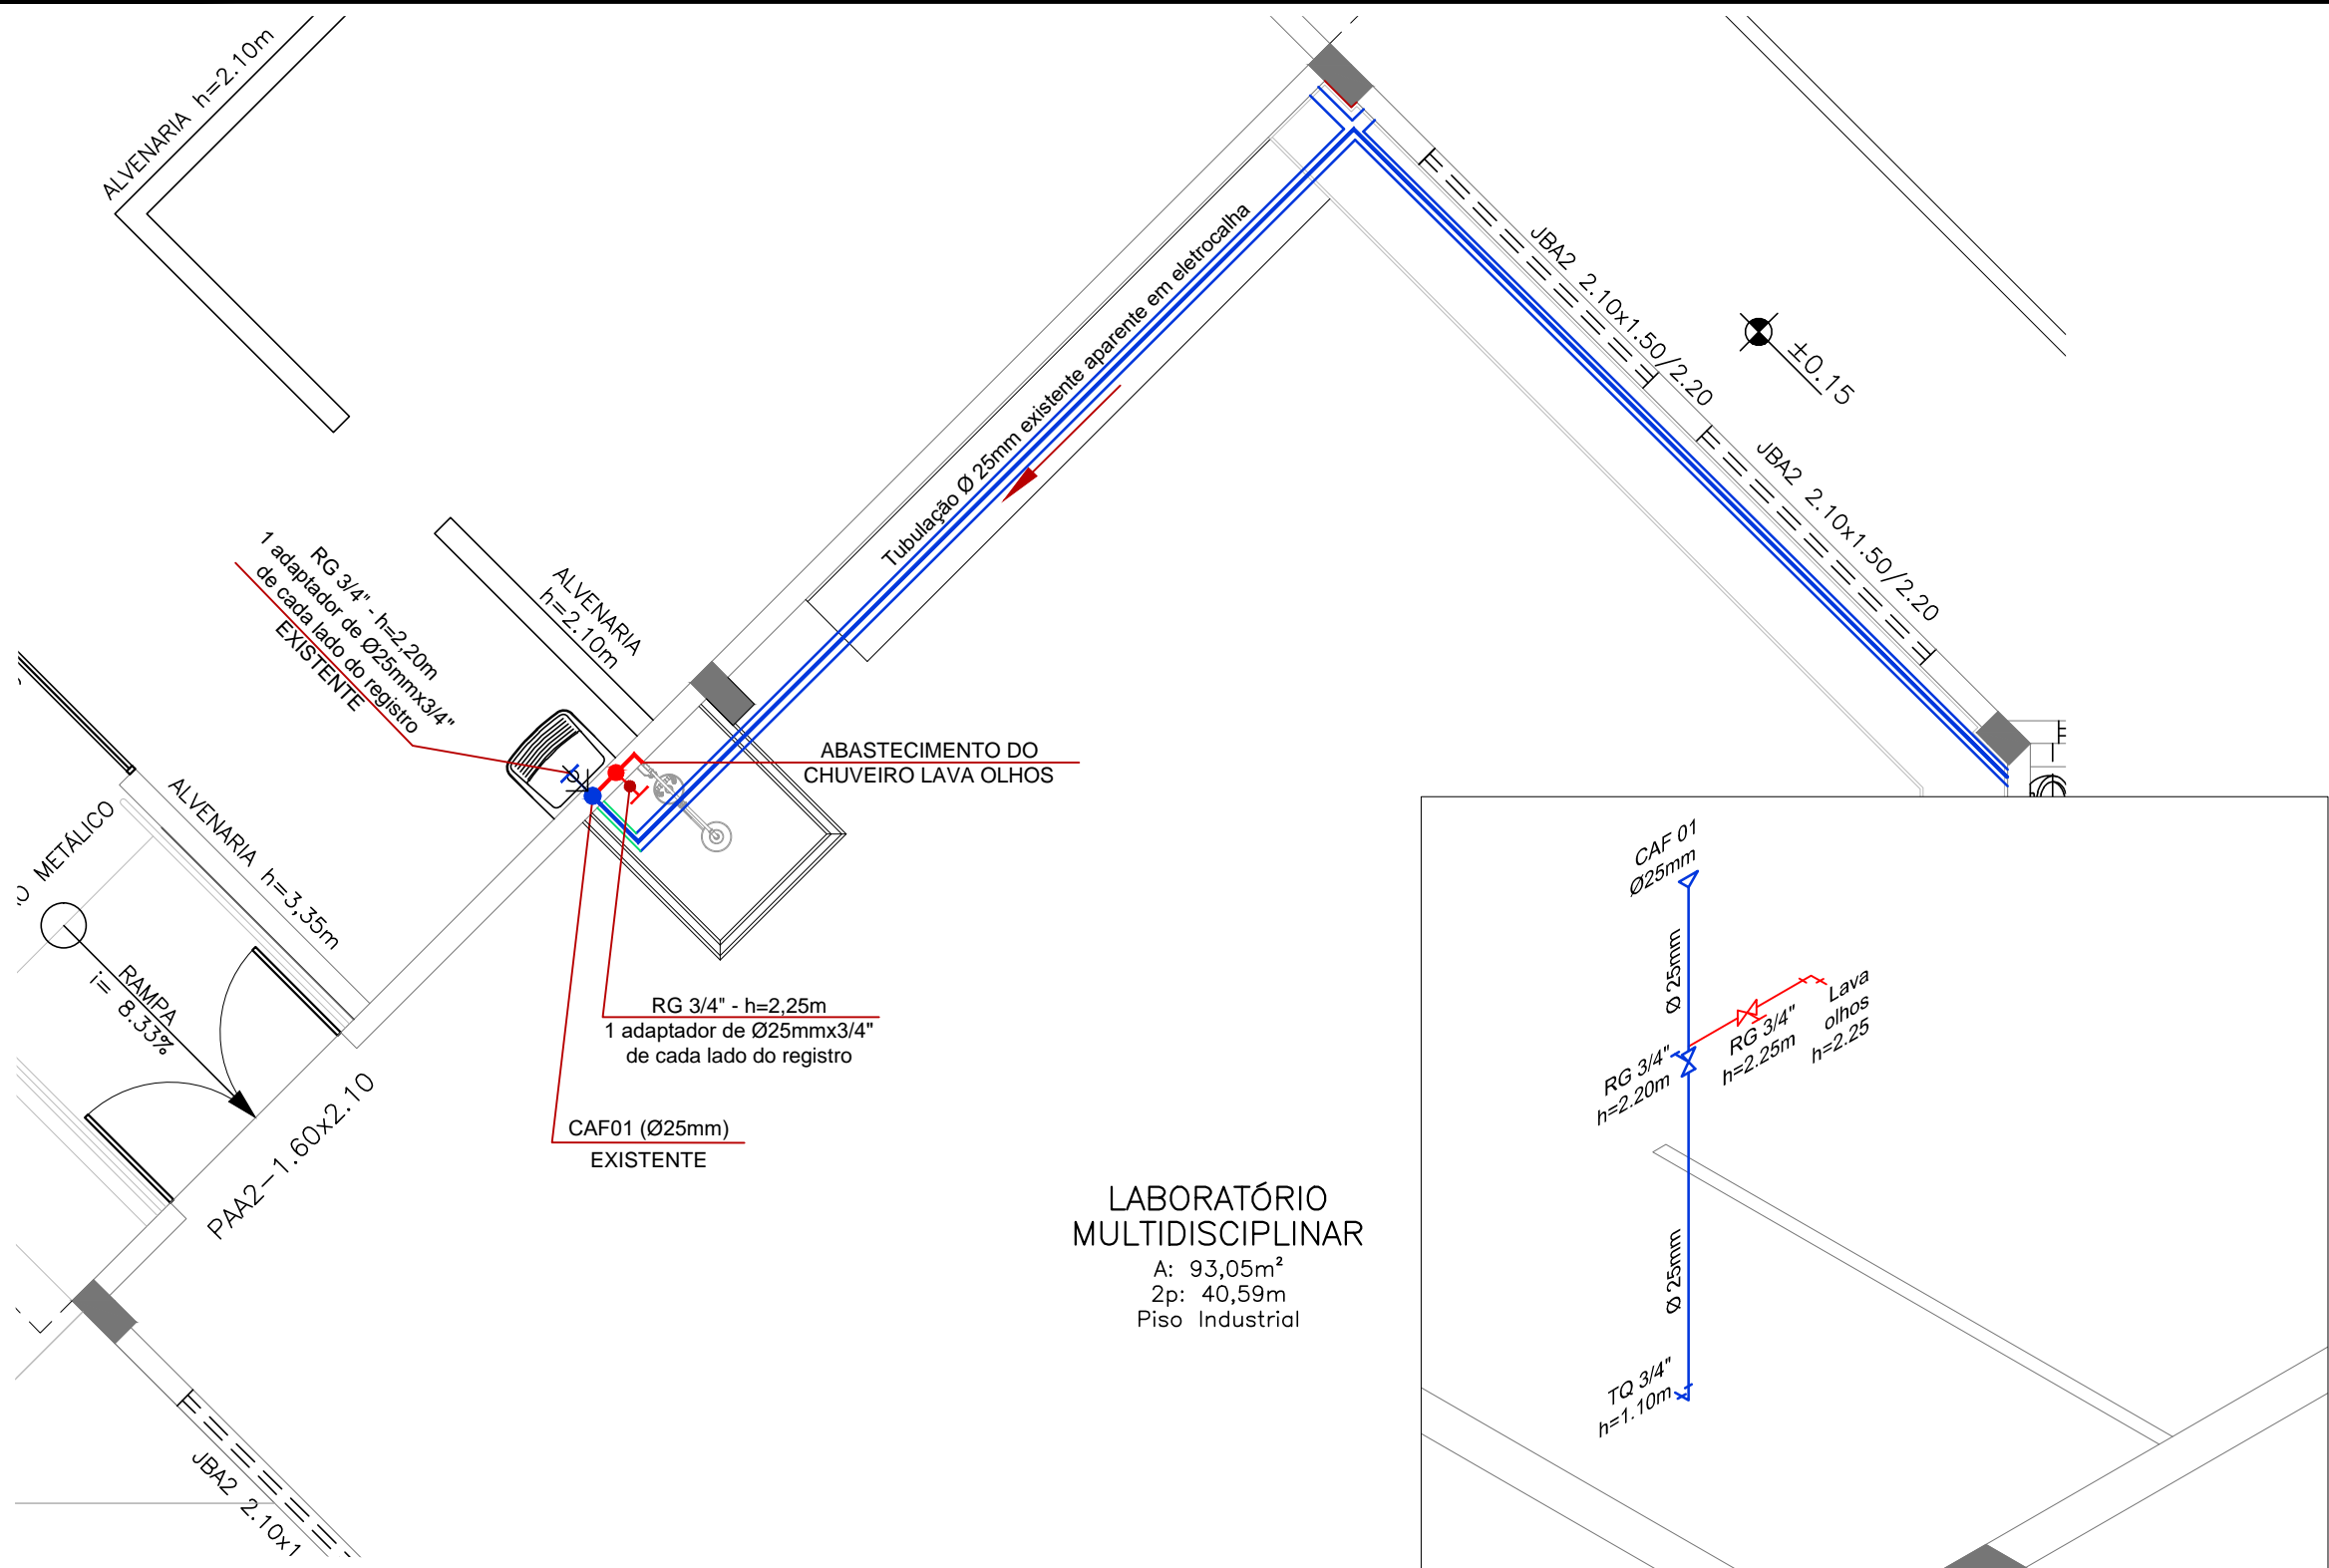 ALVENARIA h=2.10m
Tubulação Ø 25mm existente aparente em eletrocalha
JBA2 2.10x1.50/2.20
±0.15
JBA2 2.10x1.50/2.20
RG 3/4" - h=2,20m
1 adaptador de Ø25mmx3/4"
de cada lado do registro
EXISTENTE
ALVENARIA
h=2.10m
ABASTECIMENTO DO
CHUVEIRO LAVA OLHOS
ALVENARIA h=3,35m
METÁLICO
RAMPA
i= 8.33%
PAA2-1.60x2.10
RG 3/4" - h=2,25m
1 adaptador de Ø25mmx3/4"
de cada lado do registro
CAF01 (Ø25mm)
EXISTENTE
LABORATÓRIO
MULTIDISCIPLINAR
A: 93,05m²
2p: 40,59m
Piso Industrial
JBA2 2.10x1
CAF 01
Ø25mm
Ø 25mm
Lava
olhos
h=2.25
RG 3/4"
h=2.25m
RG 3/4"
h=2.20m
Ø 25mm
TQ 3/4"
h=1.10m